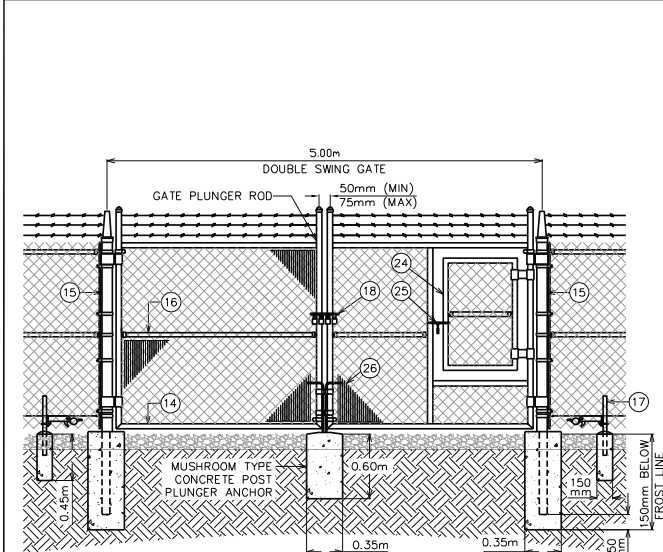 5.00m
DOUBLE SWING GATE
GATE PLUNGER ROD
50mm (MIN)
75mm (MAX)
24
15
16
18
25
15
26
14
17
MUSHROOM TYPE
CONCRETE POST
PLUNGER ANCHOR
0.60m
0.45m
150
mm
150mm BELOW
FROST LINE
0.35m
0.35m